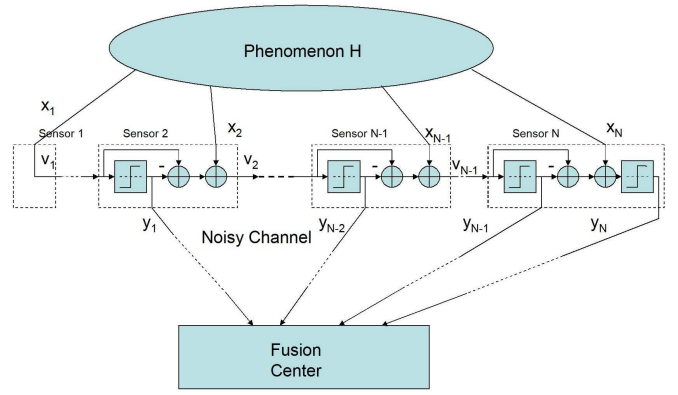 Phenomenon H
x1
x2
xN-1
xN
Sensor 1
Sensor 2
Sensor N-1
Sensor N
v1
-
v2
-
vN-1
-
y1
yN-2
yN-1
yN
Noisy Channel
Fusion
Center